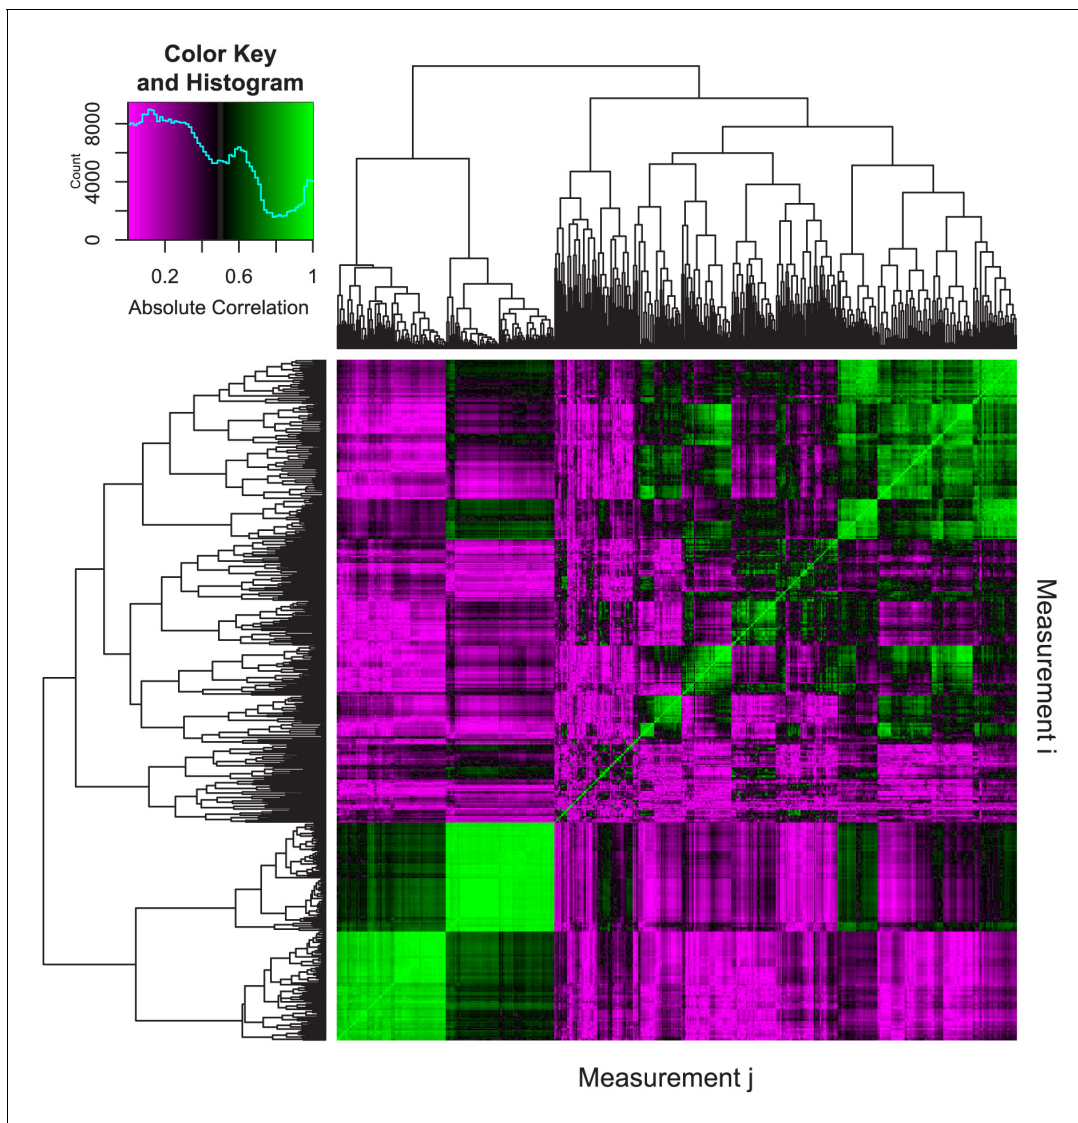 Color Key
and Histogram
Count
0
4000
8000
0.2
0.6
1
Absolute Correlation
Measurement i
Measurement j